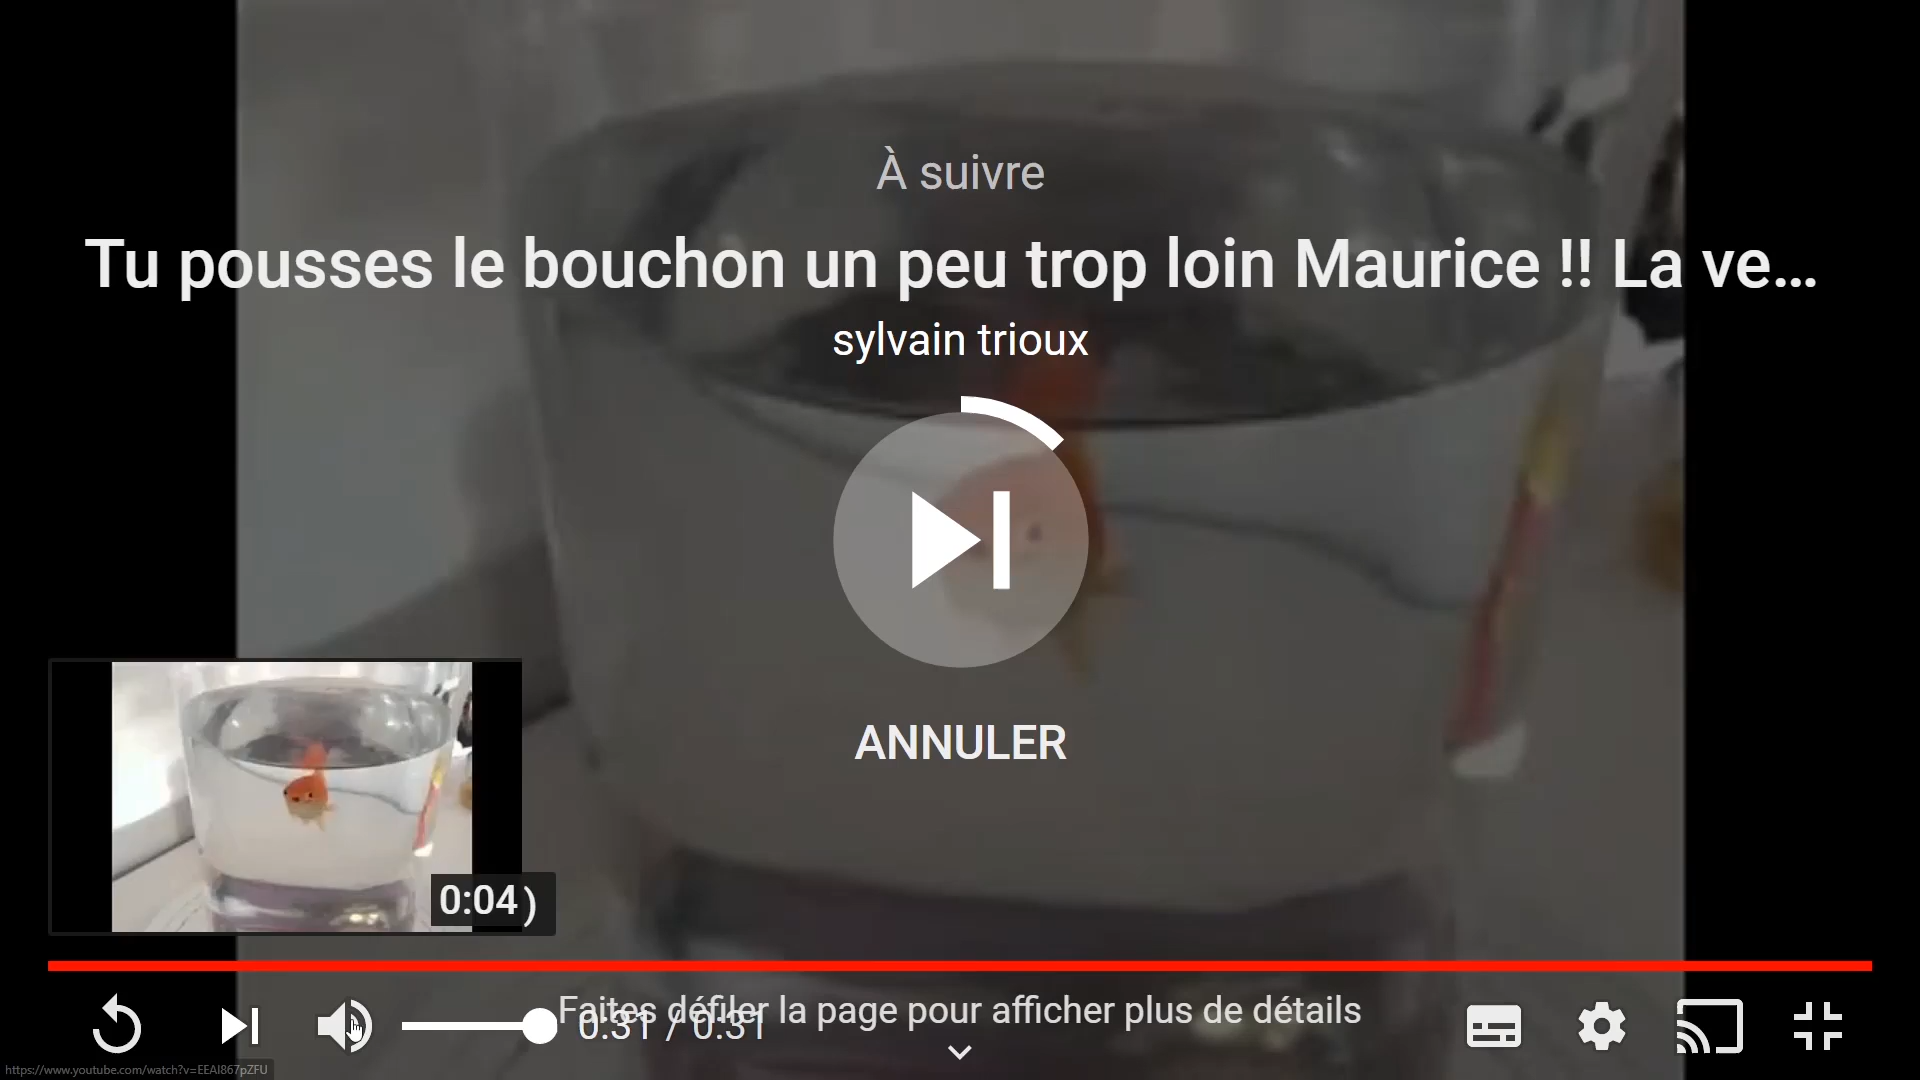 À suivre
Tu pousses le bouchon un peu trop loin Maurice !! La ve...
sylvain trioux
ANNULER
0:04)
Faites défiler la page pour afficher plus de détails
0:31 / 0:31
https://www.youtube.com/watch?v=EEAI867pZFU